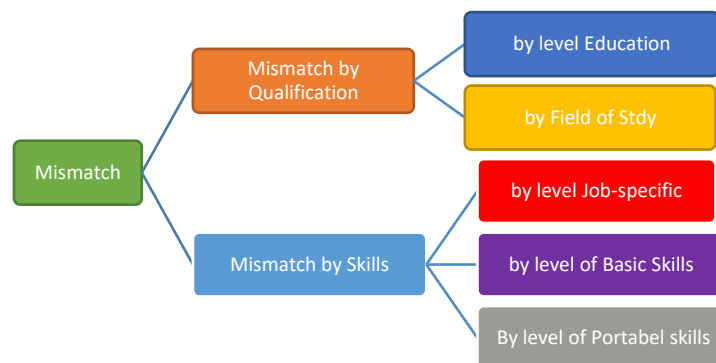 by level Education
Mismatch by
Qualification
by Field of Stdy
Mismatch
by level Job-specific
Mismatch by Skills
by level of Basic Skills
By level of Portabel skills